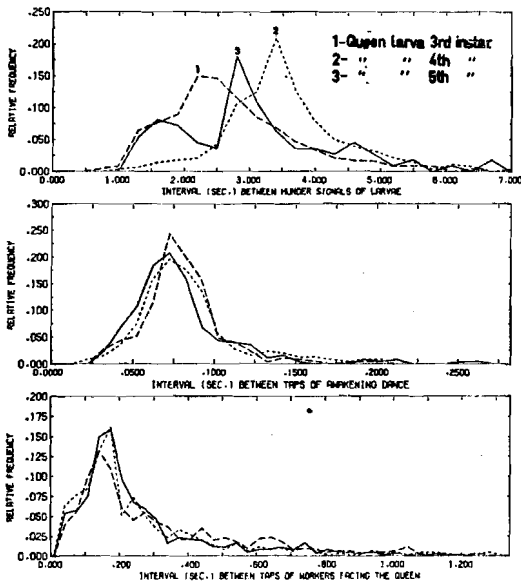 .200
.150
.100
.050
0.000
RELATIVE FREQUENCY
1
3
2
1-Queen larva 3rd instar
2- " " 4th "
3- " " 5th "
0.000 1.000 2.000 3.000 4.000 5.000 6.000 7.000
INTERVAL (SEC.) BETWEEN HUNGER SIGNALS OF LARVAE
.300
.250
.200
.150
.100
.050
0.000
RELATIVE FREQUENCY
0.0000 .0500 .1000 .1500 .2000 .2500
INTERVAL (SEC.) BETWEEN TAPS OF AWAKENING DANCE
.200
.175
.150
.125
.100
.075
.050
.025
0.000
RELATIVE FREQUENCY
0.000 .200 .400 .600 .800 1.000 1.200
INTERVAL (SEC.) BETWEEN TAPS OF WORKERS FACING THE QUEEN